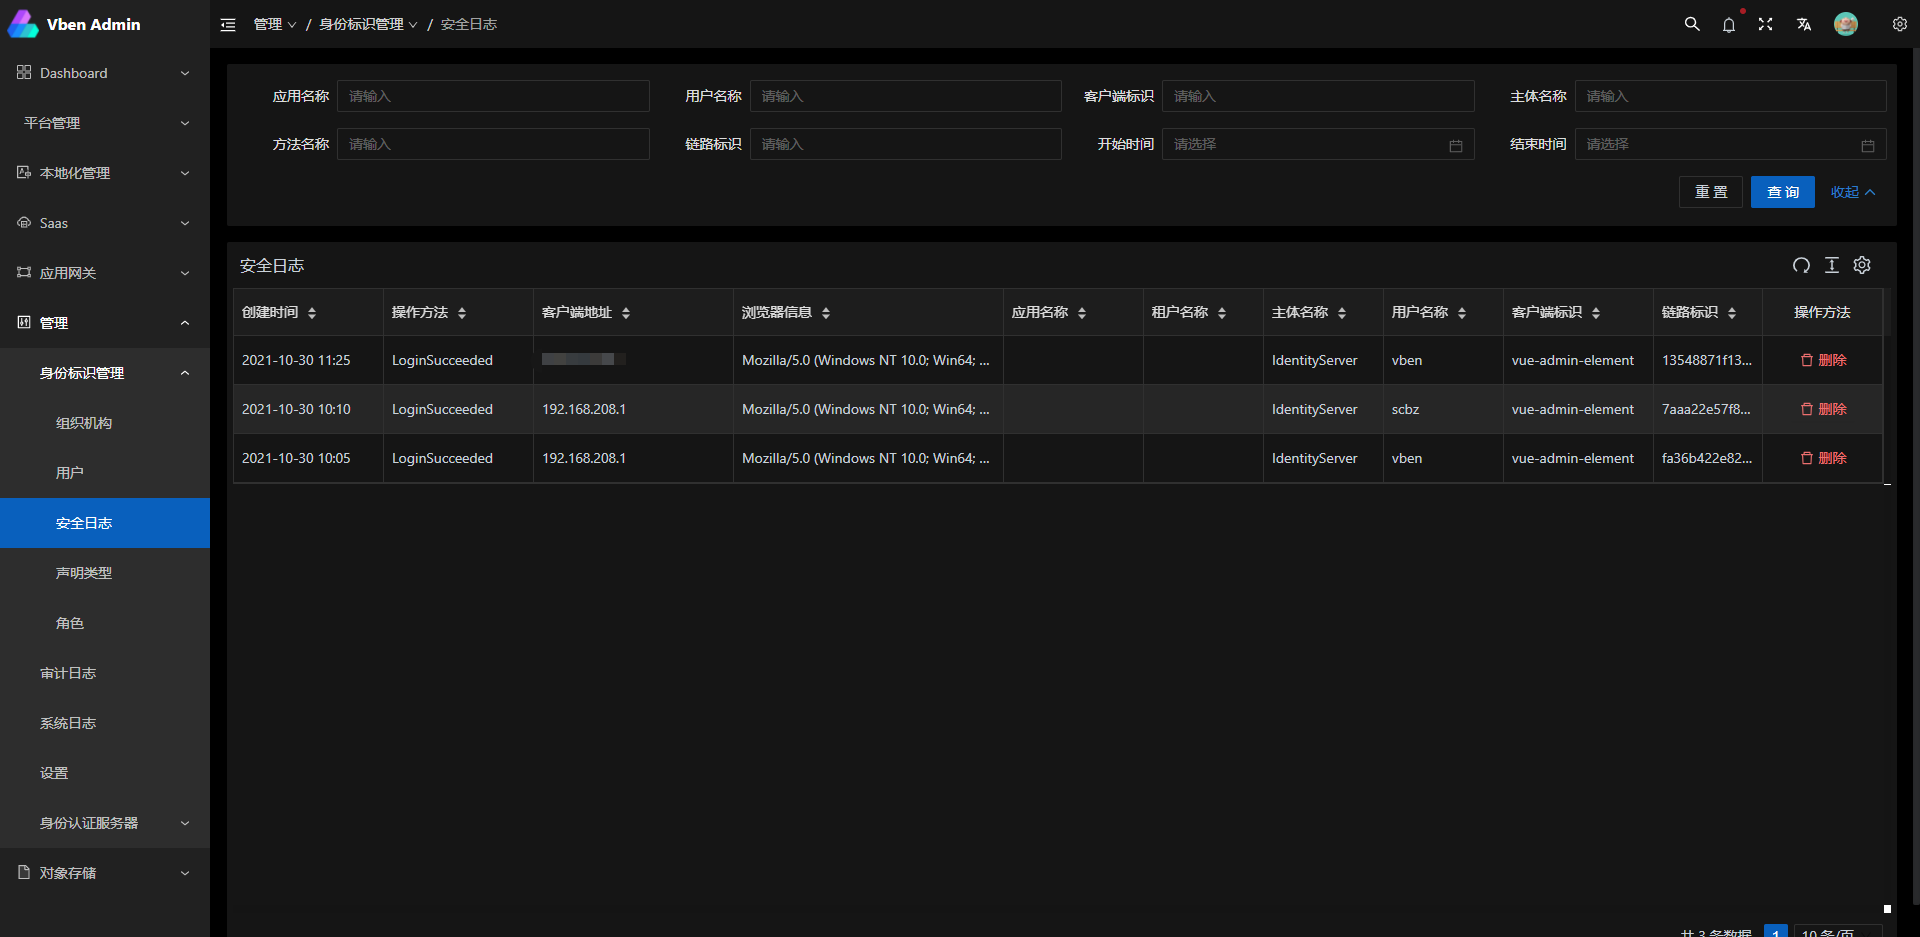 Vben Admin
管理 / 身份标识管理 / 安全日志
Dashboard
平台管理
本地化管理
Saas
应用网关
管理
身份标识管理
组织机构
用户
安全日志
声明类型
角色
审计日志
系统日志
设置
身份认证服务器
对象存储
应用名称 请输入 用户名称 请输入 客户端标识 请输入 主体名称 请输入
方法名称 请输入 链路标识 请输入 开始时间 请选择 结束时间 请选择
重置 查询 收起
安全日志
创建时间 操作方法 客户端地址 浏览器信息 应用名称 租户名称 主体名称 用户名称 客户端标识 链路标识 操作方法
2021-10-30 11:25 LoginSucceeded Mozilla/5.0 (Windows NT 10.0; Win64; ... IdentityServer vben vue-admin-element 13548871f13... 删除
2021-10-30 10:10 LoginSucceeded 192.168.208.1 Mozilla/5.0 (Windows NT 10.0; Win64; ... IdentityServer scbz vue-admin-element 7aaa22e57f8... 删除
2021-10-30 10:05 LoginSucceeded 192.168.208.1 Mozilla/5.0 (Windows NT 10.0; Win64; ... IdentityServer vben vue-admin-element fa36b422e82... 删除
共 3 条数据 1 10 条/页